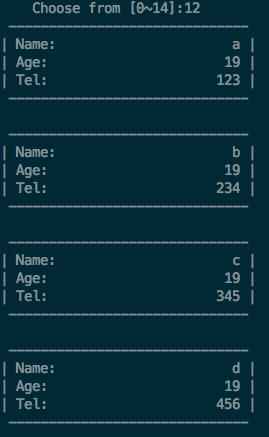 Choose from [0~14]:12
------------------------------
| Name:                      a |
| Age:                      19 |
| Tel:                     123 |
------------------------------
------------------------------
| Name:                      b |
| Age:                      19 |
| Tel:                     234 |
------------------------------
------------------------------
| Name:                      c |
| Age:                      19 |
| Tel:                     345 |
------------------------------
------------------------------
| Name:                      d |
| Age:                      19 |
| Tel:                     456 |
------------------------------